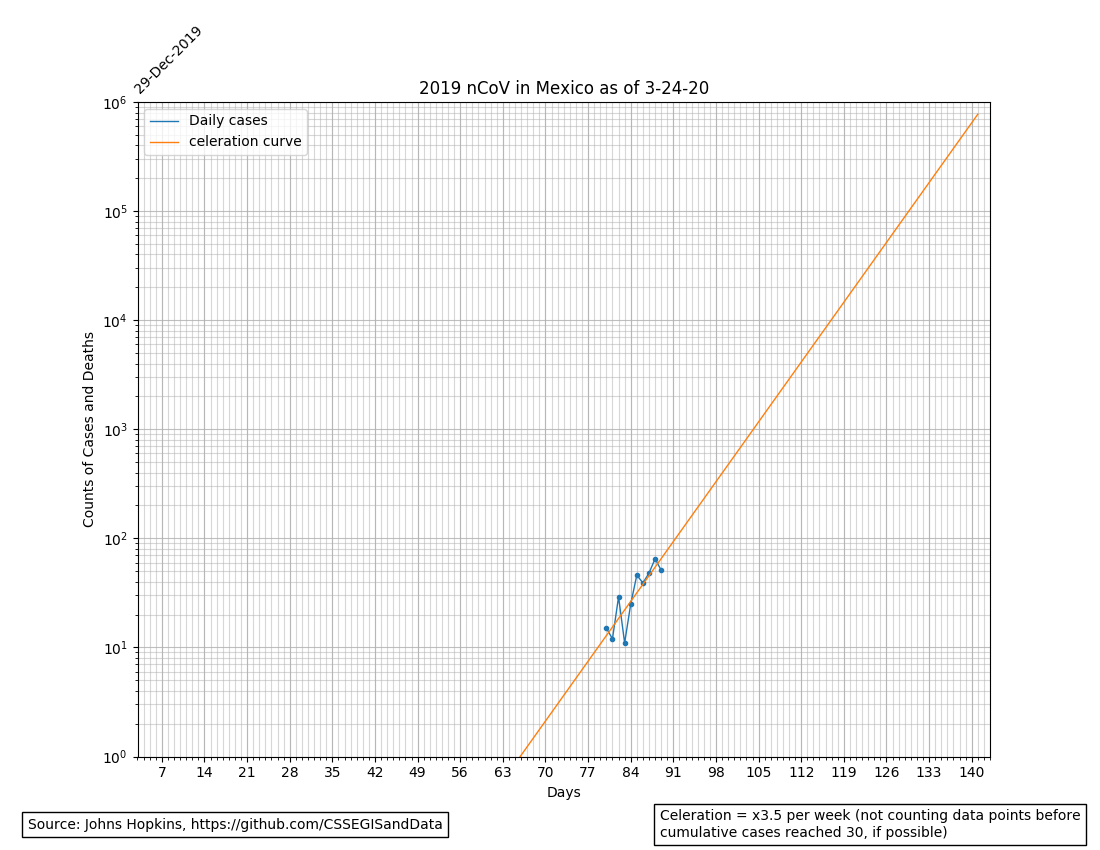 29-Dec-2019
2019 nCoV in Mexico as of 3-24-20
Daily cases
celeration curve
Counts of Cases and Deaths
10^6
10^5
10^4
10^3
10^2
10^1
10^0
7 14 21 28 35 42 49 56 63 70 77 84 91 98 105 112 119 126 133 140
Days
Source: Johns Hopkins, https://github.com/CSSEGISandData
Celeration = x3.5 per week (not counting data points before
cumulative cases reached 30, if possible)